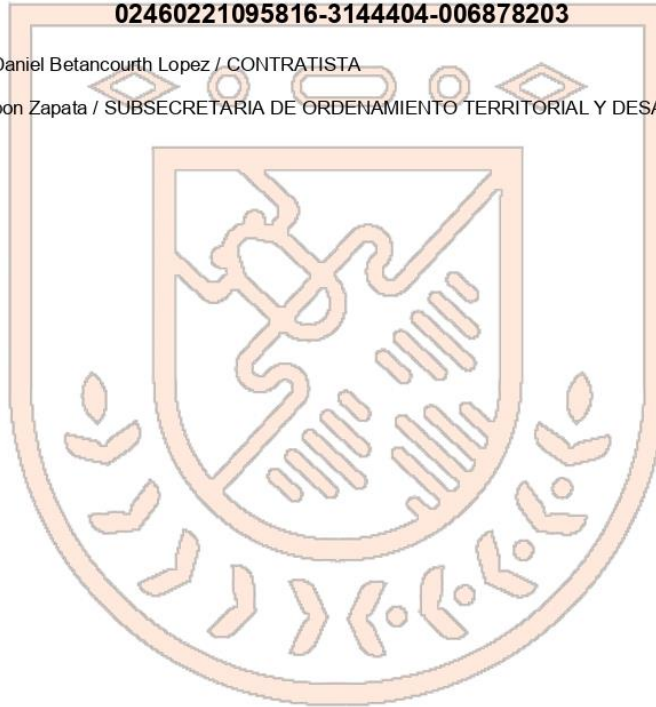 02460221095816-3144404-006878203
Daniel Betancourth Lopez / CONTRATISTA
Zapata / SUBSECRETARIA DE ORDENAMIENTO TERRITORIAL Y